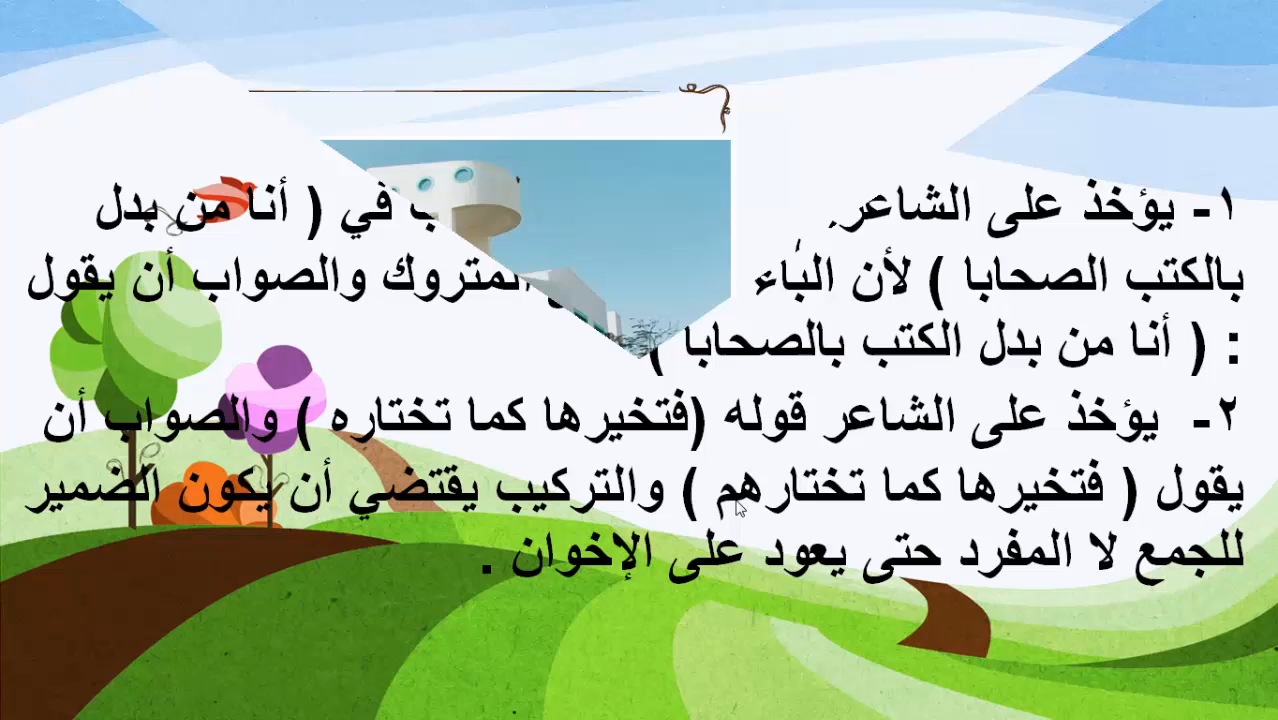 ١- يؤخذ على الشاعر في ( أنا من بدل
بالكتب الصحابا ) لأن الباء المتروك والصواب أن يقول
: ( أنا من بدل الكتب بالصحابا )
٢- يؤخذ على الشاعر قوله (فتخيرها كما تختاره ) والصواب أن
يقول ( فتخيرها كما تختارهم ) والتركيب يقتضي أن يكون الضمير
للجمع لا المفرد حتى يعود على الإخوان .